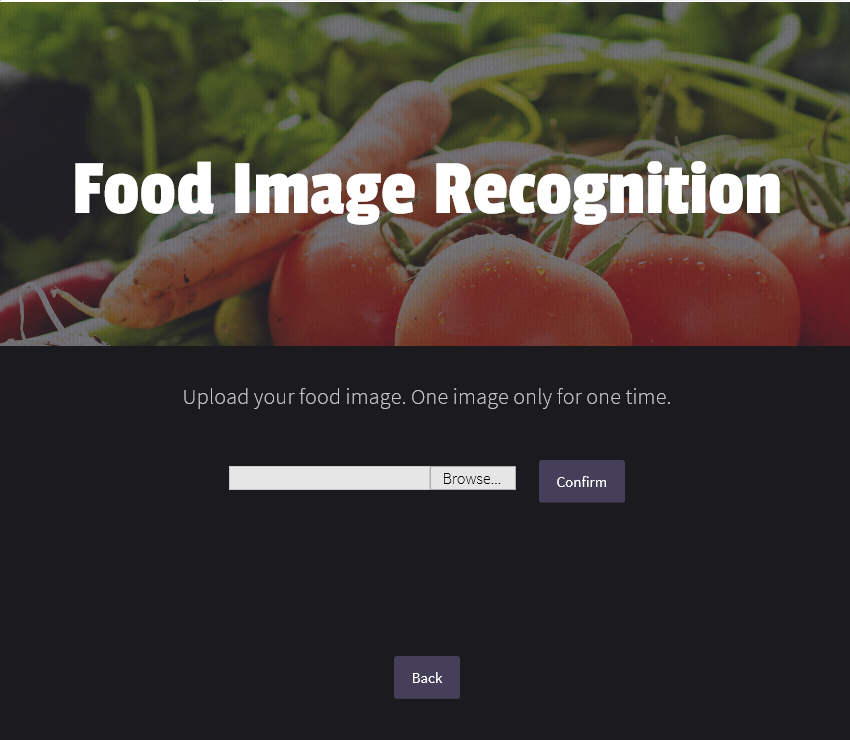 Food Image Recognition
Upload your food image. One image only for one time.
Browse...
Confirm
Back